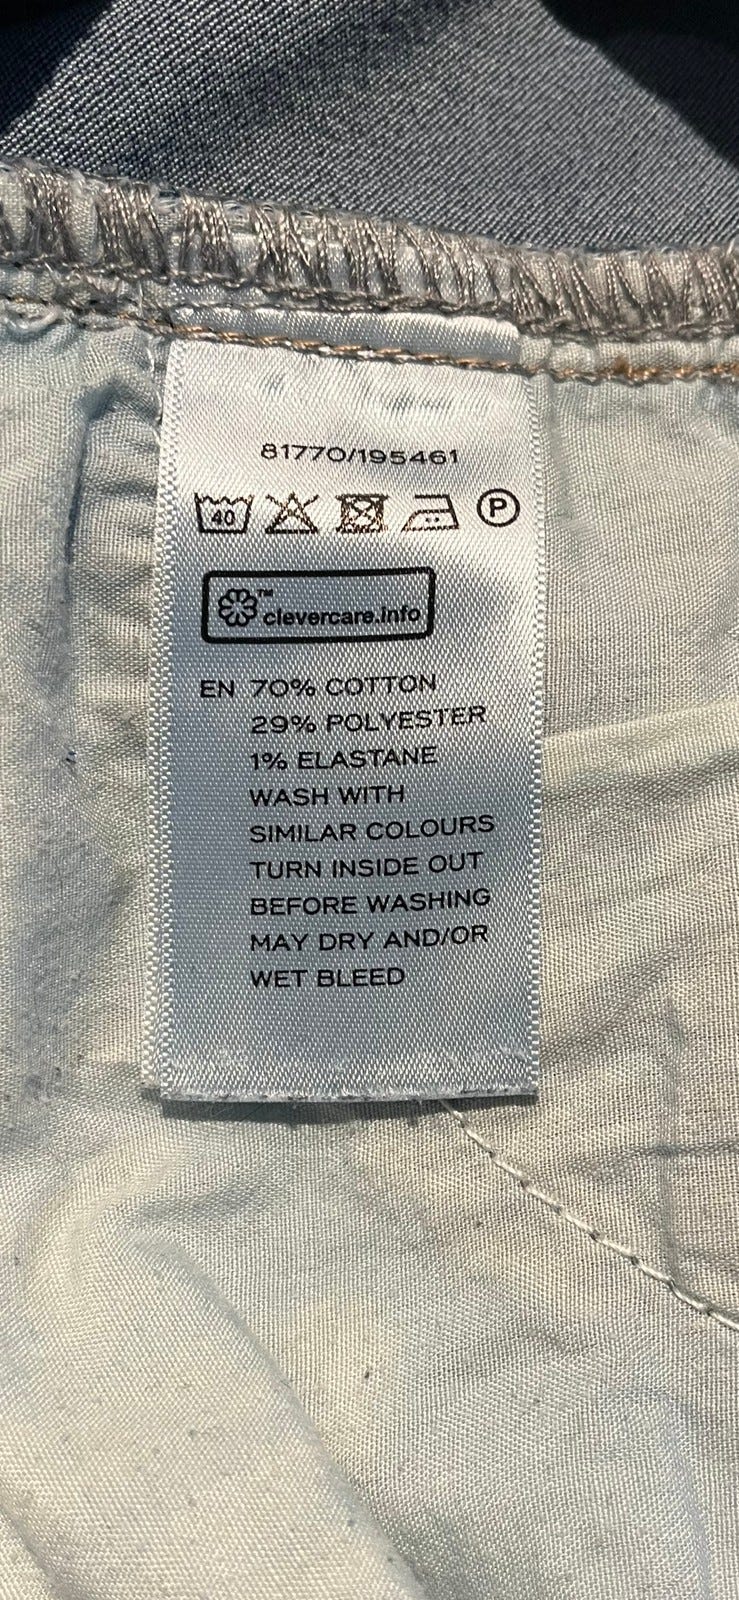 81770/195461
40 P
™ clevercare.info
EN 70% COTTON
29% POLYESTER
1% ELASTANE
WASH WITH
SIMILAR COLOURS
TURN INSIDE OUT
BEFORE WASHING
MAY DRY AND/OR
WET BLEED